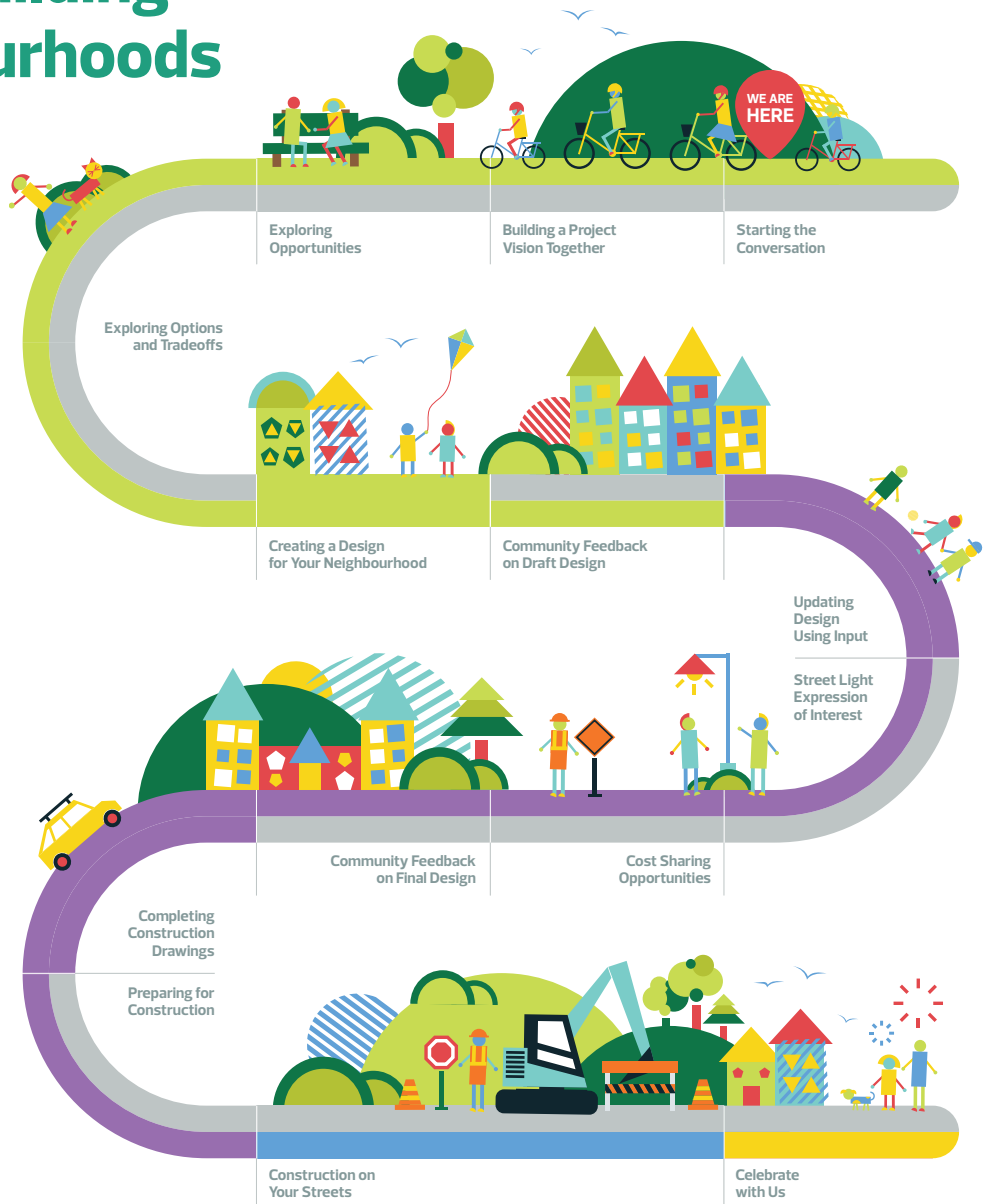 urhoods
WE ARE
HERE
Exploring
Opportunities
Building a Project
Vision Together
Starting the
Conversation
Exploring Options
and Tradeoffs
Creating a Design
for Your Neighbourhood
Community Feedback
on Draft Design
Updating
Design
Using Input
Street Light
Expression
of Interest
Community Feedback
on Final Design
Cost Sharing
Opportunities
Completing
Construction
Drawings
Preparing for
Construction
Construction on
Your Streets
Celebrate
with Us